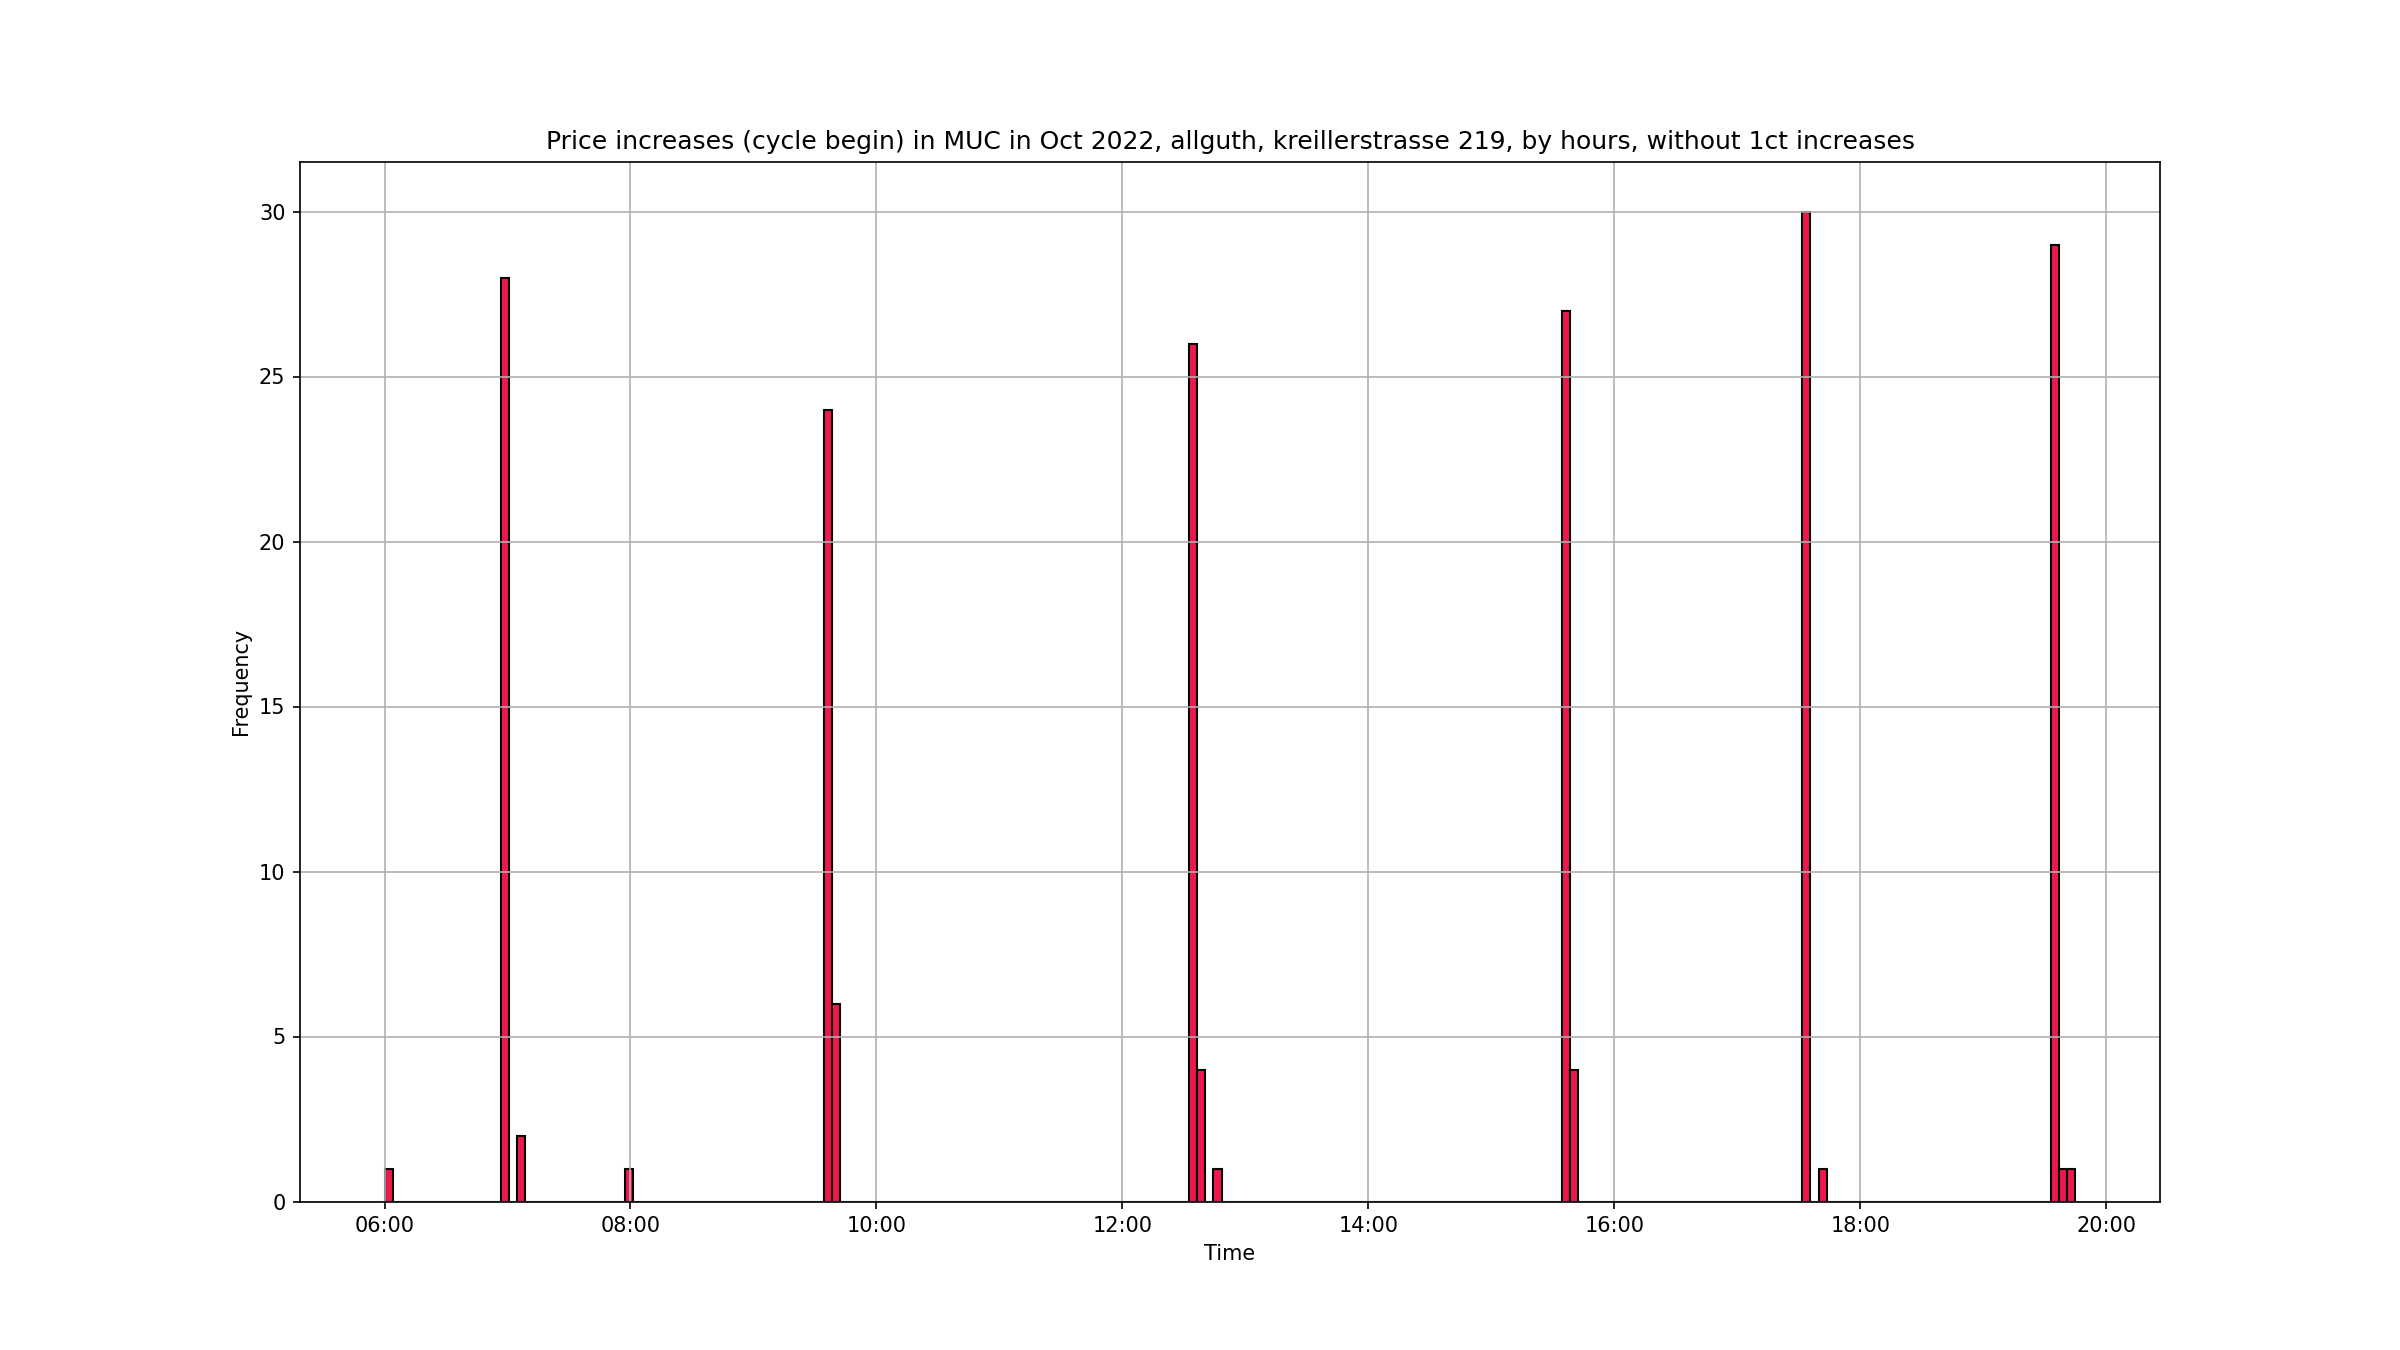 Price increases (cycle begin) in MUC in Oct 2022, allguth, kreillerstrasse 219, by hours, without 1ct increases
30
25
20
15
10
5
0
Frequency
06:00 08:00 10:00 12:00 14:00 16:00 18:00 20:00
Time